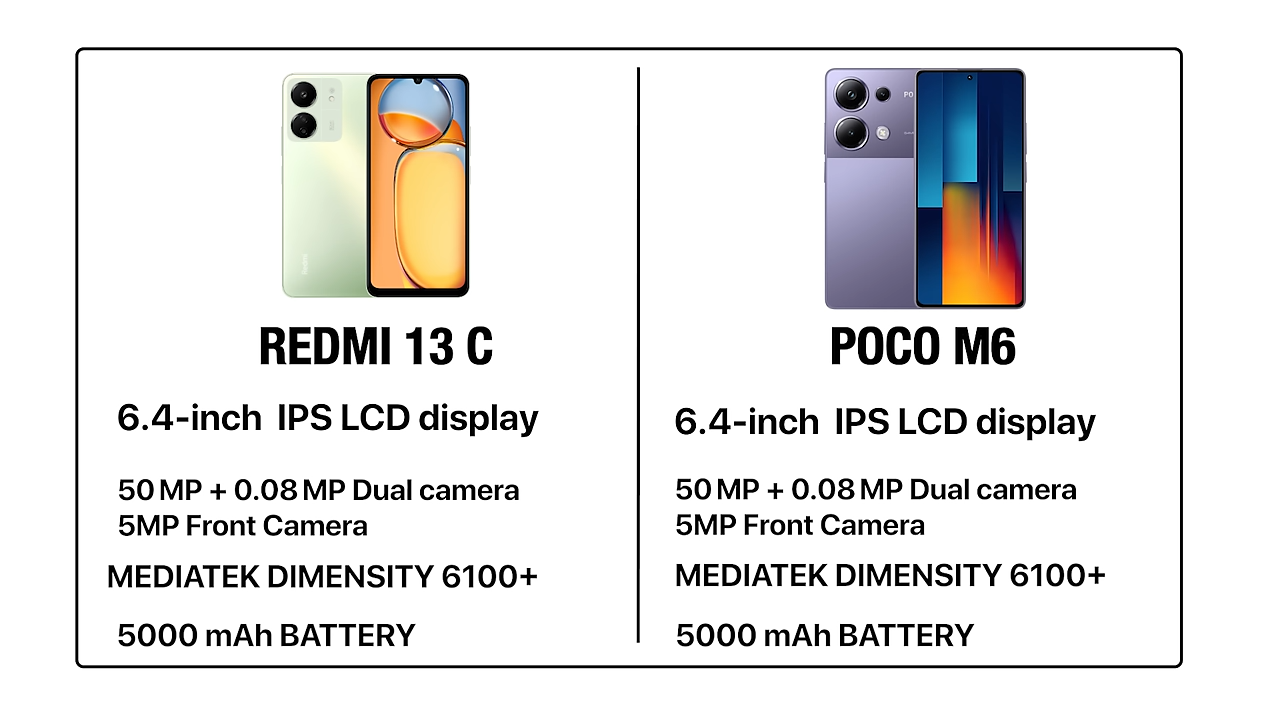 REDMI 13 C
6.4-inch IPS LCD display
50 MP + 0.08 MP Dual camera
5MP Front Camera
MEDIATEK DIMENSITY 6100+
5000 mAh BATTERY
PO
POCO M6
6.4-inch IPS LCD display
50 MP + 0.08 MP Dual camera
5MP Front Camera
MEDIATEK DIMENSITY 6100+
5000 mAh BATTERY